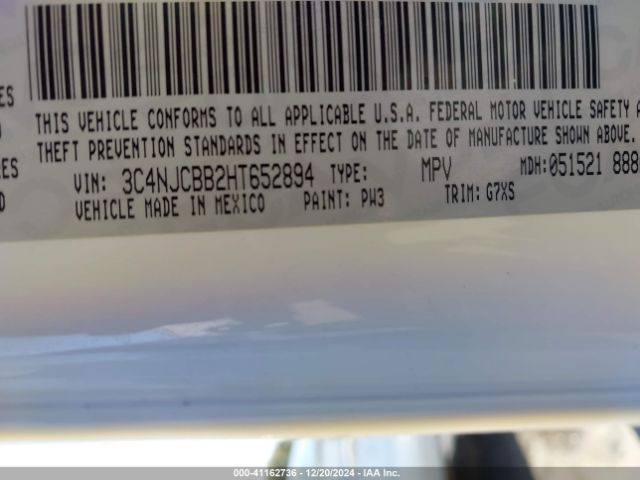 ES
THIS VEHICLE CONFORMS TO ALL APPLICABLE U.S.A. FEDERAL MOTOR VEHICLE SAFETY A
THEFT PREVENTION STANDARDS IN EFFECT ON THE DATE OF MANUFACTURE SHOWN ABOVE.
VIN: 3C4NJCBB2HT652894 TYPE: MPV MDH:051521 888
VEHICLE MADE IN MEXICO PAINT: PW3 TRIM: G7XS
000-41162736 - 12/20/2024 - IAA Inc.